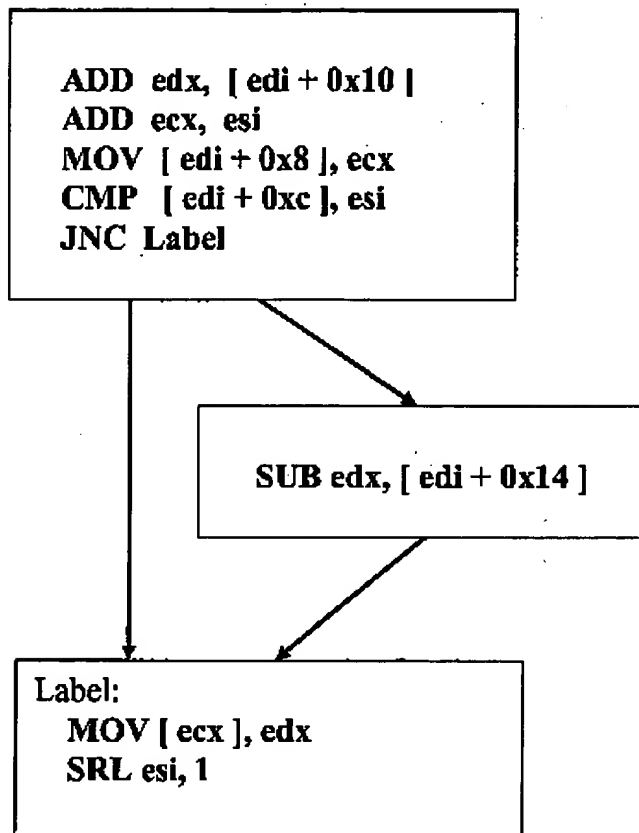 ADD edx, [ edi + 0x10 ]
ADD ecx, esi
MOV [ edi + 0x8 ], ecx
CMP [ edi + 0xc ], esi
JNC Label
SUB edx, [ edi + 0x14 ]
Label:
MOV [ ecx ], edx
SRL esi, 1